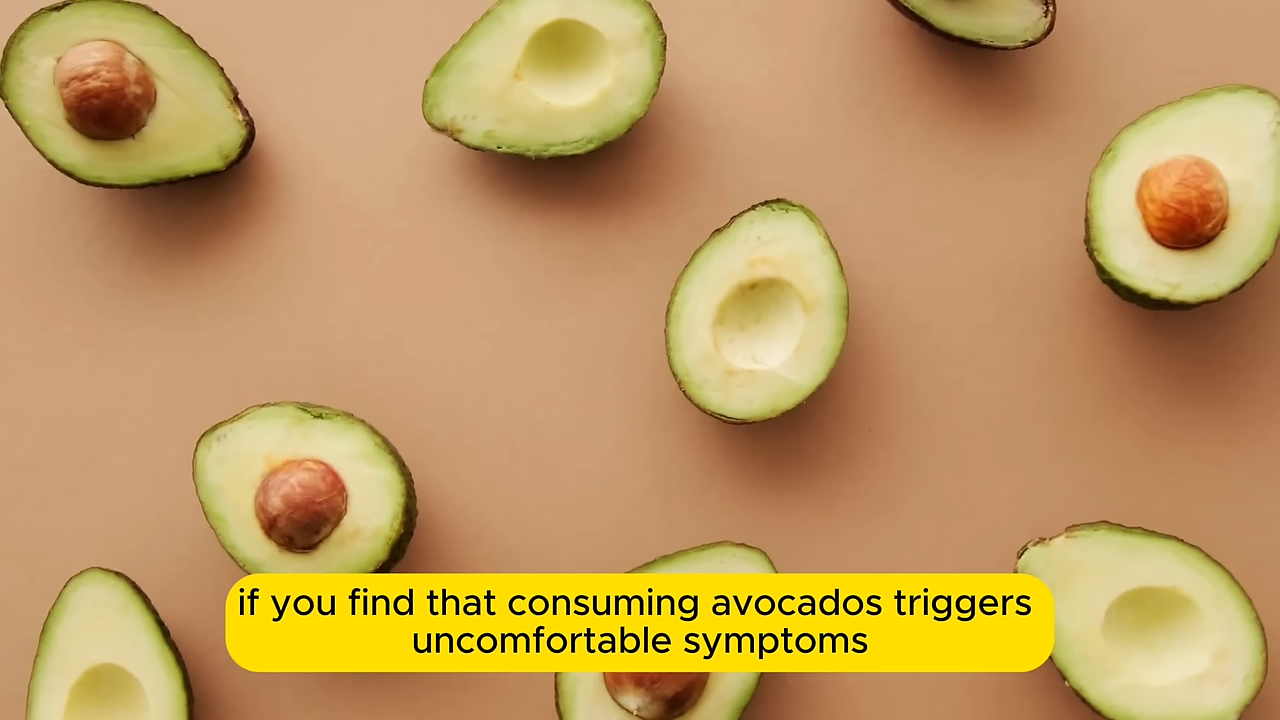 if you find that consuming avocados triggers
uncomfortable symptoms